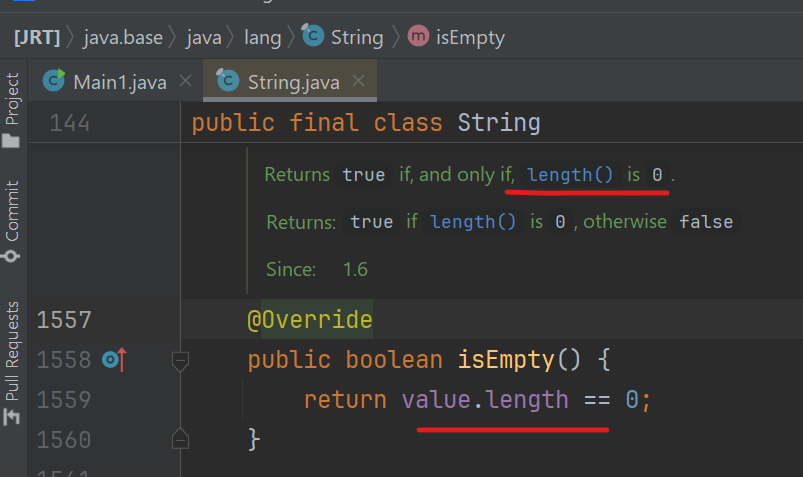 [JRT] java.base java lang String isEmpty
Main1.java String.java
144 public final class String
Returns true if, and only if, length() is 0 .
Returns: true if length() is 0 , otherwise false
Since: 1.6
1557 @Override
1558 public boolean isEmpty() {
1559 return value.length == 0;
1560 }
Project
Commit
Pull Requests